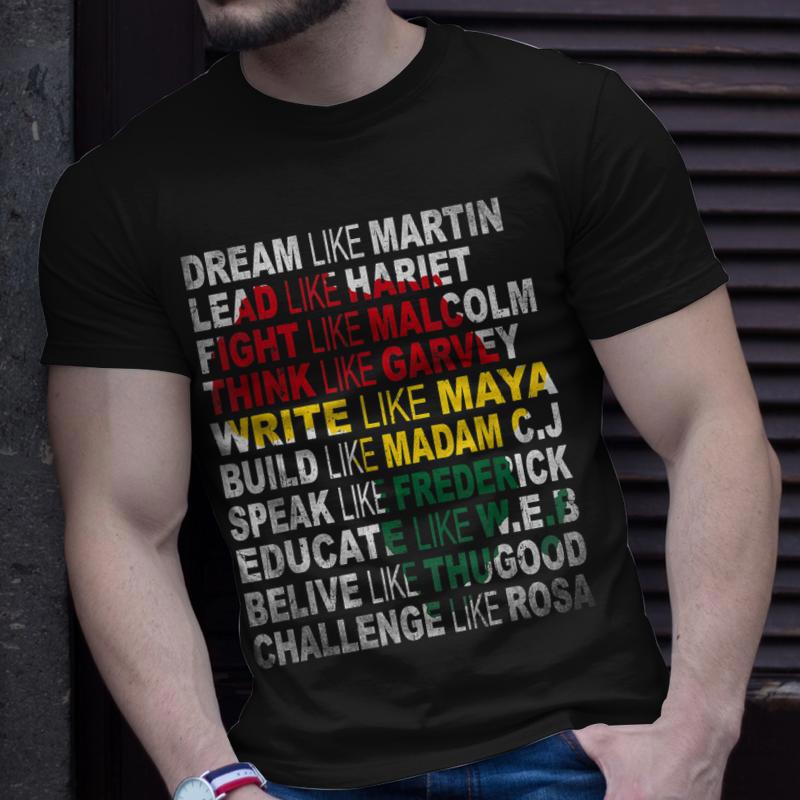 DREAM LIKE MARTIN
LEAD LIKE HARIET
FIGHT LIKE MALCOLM
THINK LIKE GARVEY
WRITE LIKE MAYA
BUILD LIKE MADAM C.J
SPEAK LIKE FREDERICK
EDUCATE LIKE W.E.B
BELIVE LIKE THUGOOD
CHALLENGE LIKE ROSA